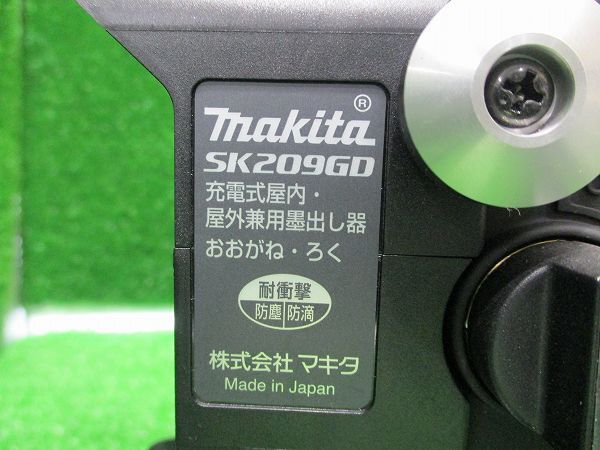 makita®
SK209GD
充電式屋内・
屋外兼用墨出し器
おおがね・ろく
耐衝撃
防塵 防滴
株式会社 マキタ
Made in Japan